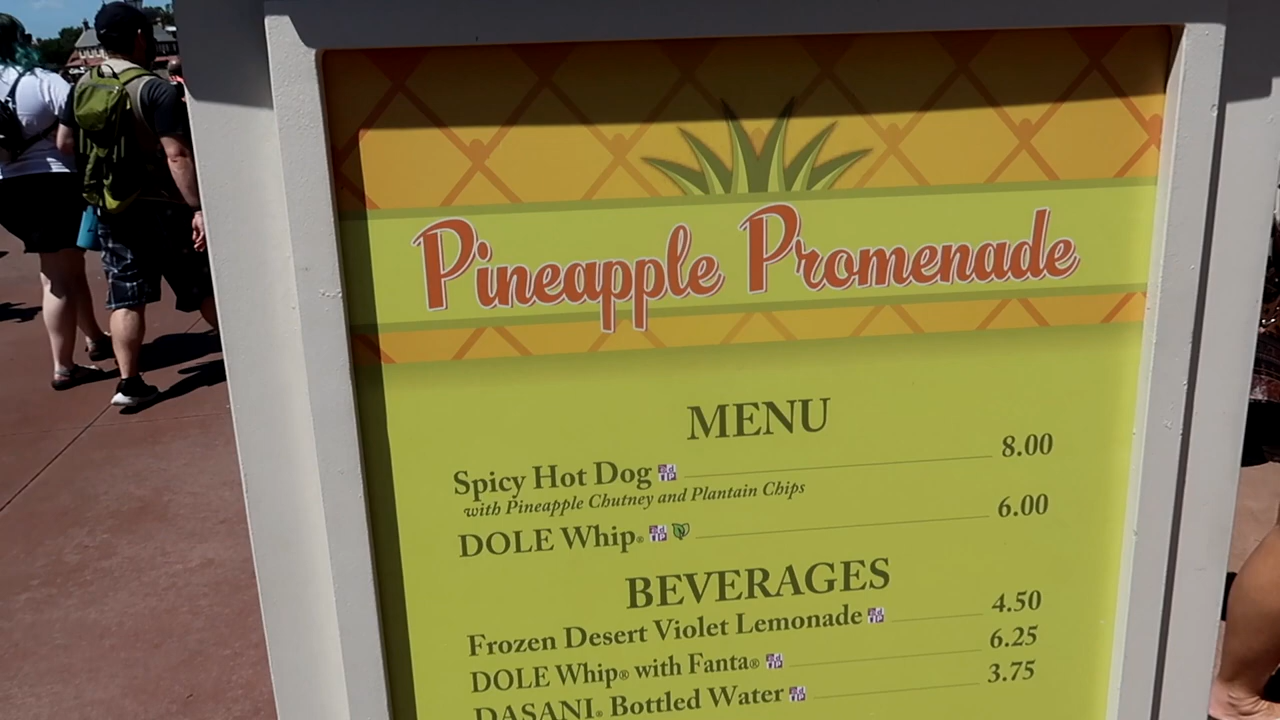 Pineapple Promenade
MENU
Spicy Hot Dog 8.00
with Pineapple Chutney and Plantain Chips
DOLE Whip® 6.00
BEVERAGES
Frozen Desert Violet Lemonade 4.50
DOLE Whip® with Fanta® 6.25
DASANI® Bottled Water 3.75